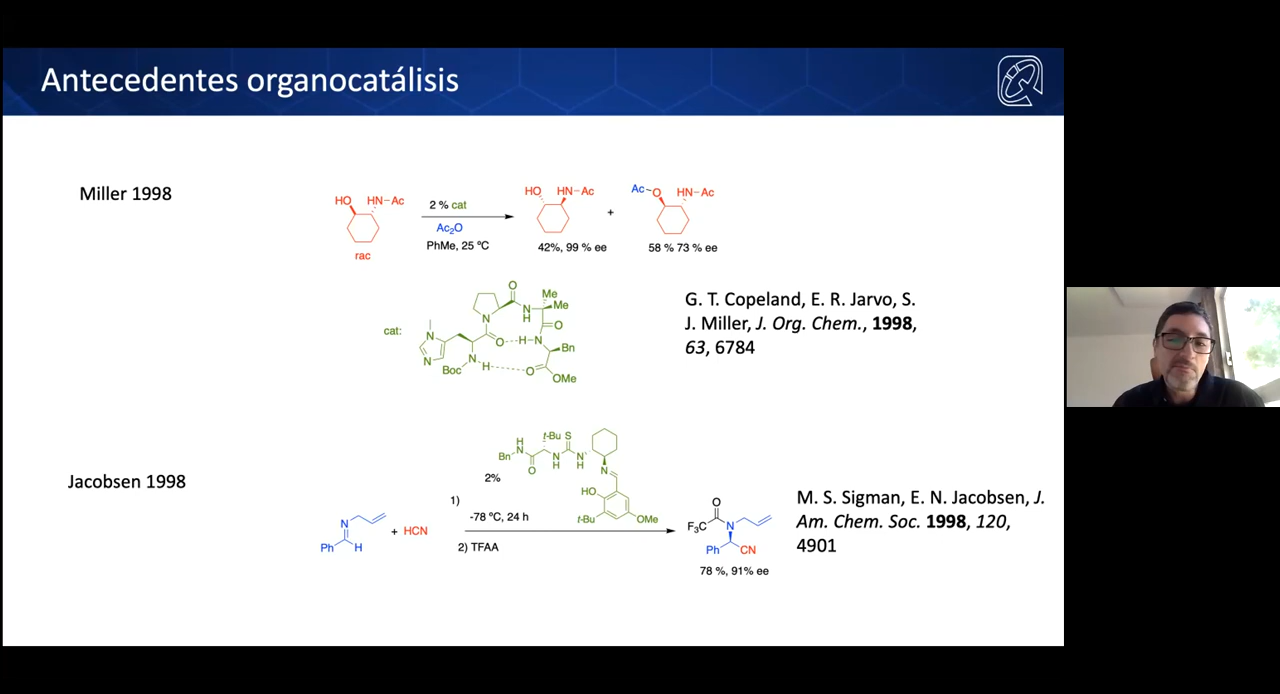 Antecedentes organocatálisis
Miller 1998
HO HN-Ac
rac
2 % cat
Ac₂O
PhMe, 25 ºC
HO HN-Ac
42%, 99 % ee
+
Ac~O HN-Ac
58 % 73 % ee
cat:
N
N
Boc
N
H
O
N
O
N
H
Me
Me
O
H-N
Bn
O
OMe
G. T. Copeland, E. R. Jarvo, S.
J. Miller, J. Org. Chem., 1998,
63, 6784
Jacobsen 1998
N
Ph H
+ HCN
1)
2%
Bn
H
N
O
t-Bu
N
H
S
N
H
N
HO
t-Bu
OMe
-78 ºC, 24 h
2) TFAA
O
F₃C N
Ph CN
78 %, 91% ee
M. S. Sigman, E. N. Jacobsen, J.
Am. Chem. Soc. 1998, 120,
4901